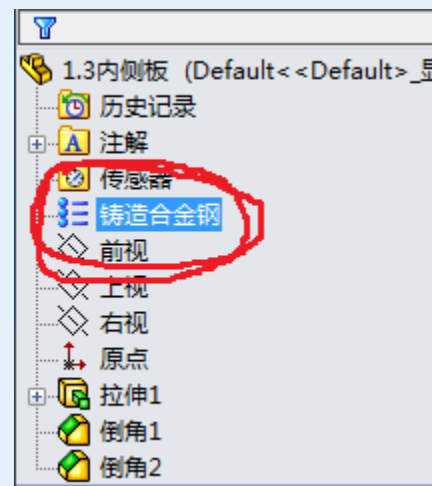 1.3内侧板 (Default<<Default>_显
历史记录
注解
传感器
铸造合金钢
前视
上视
右视
原点
拉伸1
倒角1
倒角2